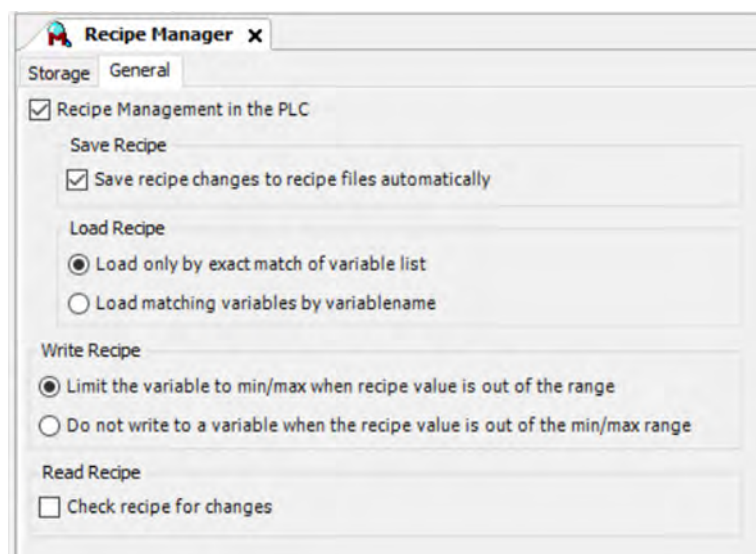 Recipe Manager
Storage General
Recipe Management in the PLC
Save Recipe
Save recipe changes to recipe files automatically
Load Recipe
Load only by exact match of variable list
Load matching variables by variablename
Write Recipe
Limit the variable to min/max when recipe value is out of the range
Do not write to a variable when the recipe value is out of the min/max range
Read Recipe
Check recipe for changes